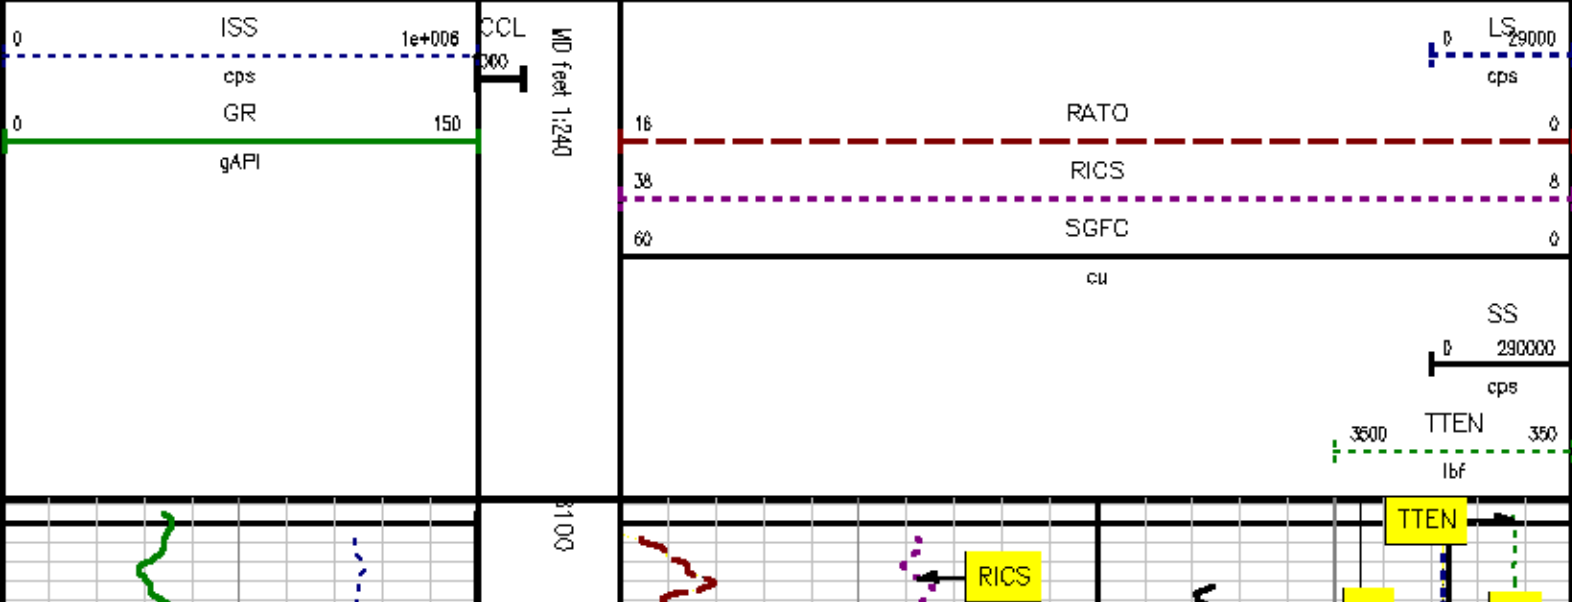 ISS
0 1e+006
cps
GR
0 150
gAPI
CCL
MD feet 1:240
LS
0 29000
cps
RATO
16 0
RICS
38 8
SGFC
60 0
cu
SS
0 290000
cps
TTEN
3500 350
lbf
TTEN
RICS